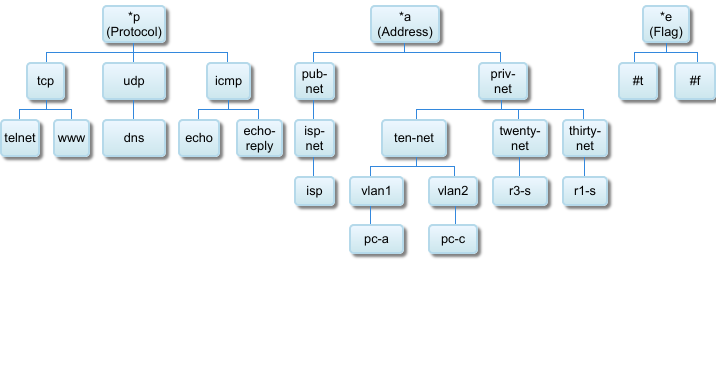 *p
(Protocol)
*a
(Address)
*e
(Flag)
tcp
udp
icmp
pub-
net
priv-
net
#t
#f
telnet
www
dns
echo
echo-
reply
isp-
net
ten-net
twenty-
net
thirty-
net
isp
vlan1
vlan2
r3-s
r1-s
pc-a
pc-c